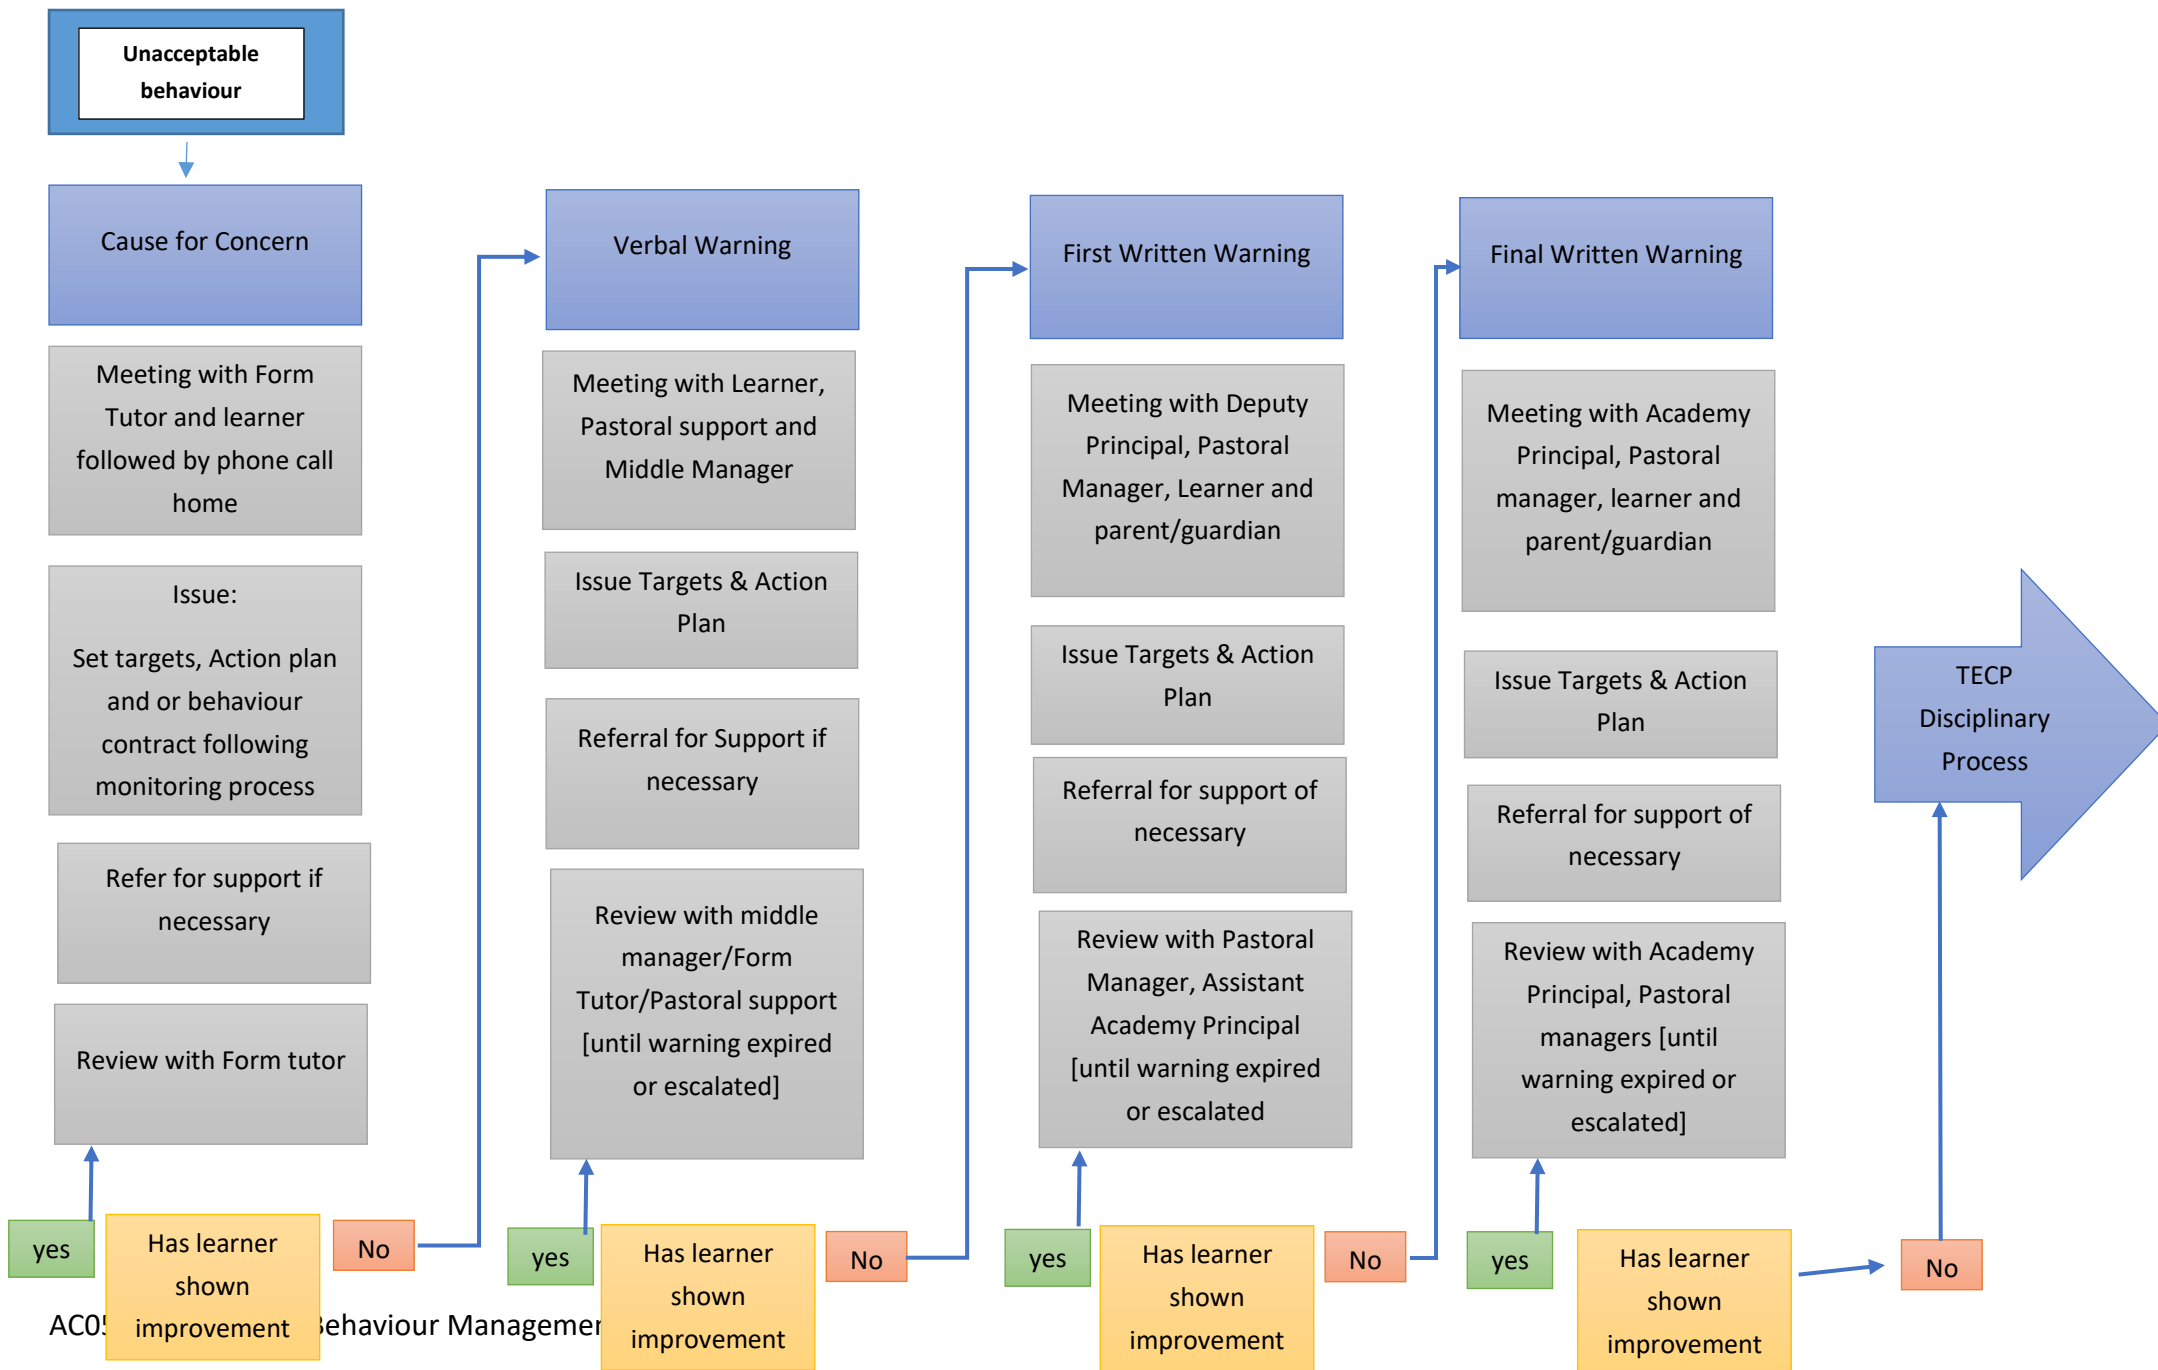 Unacceptable
behaviour
Cause for Concern
Meeting with Form
Tutor and learner
followed by phone call
home
Issue:
Set targets, Action plan
and or behaviour
contract following
monitoring process
Refer for support if
necessary
Review with Form tutor
yes
Has learner
shown
improvement
No
Verbal Warning
Meeting with Learner,
Pastoral support and
Middle Manager
Issue Targets & Action
Plan
Referral for Support if
necessary
Review with middle
manager/Form
Tutor/Pastoral support
[until warning expired
or escalated]
yes
Has learner
shown
improvement
No
First Written Warning
Meeting with Deputy
Principal, Pastoral
Manager, Learner and
parent/guardian
Issue Targets & Action
Plan
Referral for support of
necessary
Review with Pastoral
Manager, Assistant
Academy Principal
[until warning expired
or escalated
yes
Has learner
shown
improvement
No
Final Written Warning
Meeting with Academy
Principal, Pastoral
manager, learner and
parent/guardian
Issue Targets & Action
Plan
Referral for support of
necessary
Review with Academy
Principal, Pastoral
managers [until
warning expired or
escalated]
yes
Has learner
shown
improvement
No
TECP
Disciplinary
Process
Behaviour